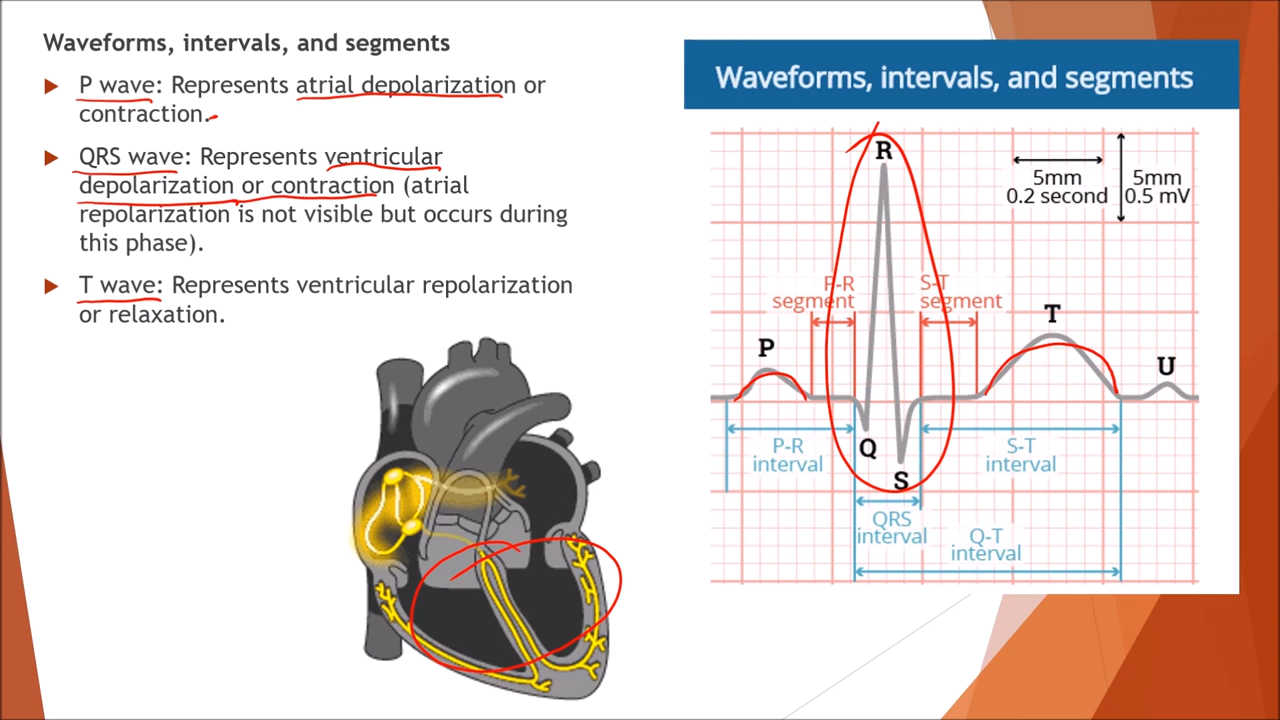 Waveforms, intervals, and segments
P wave: Represents atrial depolarization or
contraction.
QRS wave: Represents ventricular
depolarization or contraction (atrial
repolarization is not visible but occurs during
this phase).
T wave: Represents ventricular repolarization
or relaxation.
Waveforms, intervals, and segments
R
5mm
0.2 second
5mm
0.5 mV
P-R
segment
S-T
segment
P
T
U
Q
S
P-R
interval
S-T
interval
QRS
interval
Q-T
interval